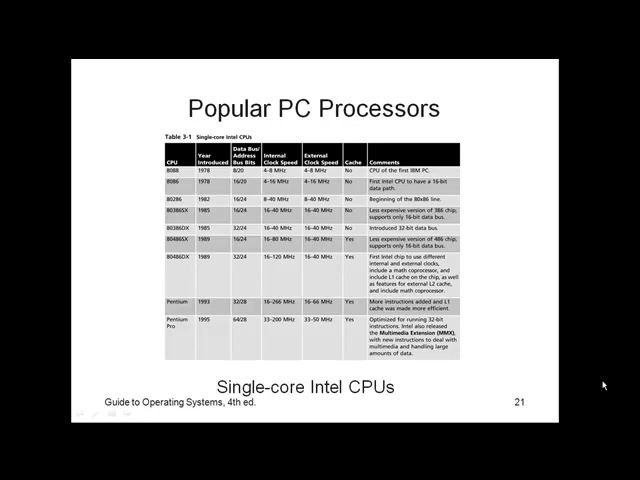 Popular PC Processors
Table 3-1 Single-core Intel CPUs
CPU Year Introduced Data Bus/ Address Bus Bits Internal Clock Speed External Clock Speed Cache Comments
8088 1978 8/20 4–8 MHz 4–8 MHz No CPU of the first IBM PC.
8086 1978 16/20 4–16 MHz 4–16 MHz No First Intel CPU to have a 16-bit
data path.
80286 1982 16/24 8–40 MHz 8–40 MHz No Beginning of the 80x86 line.
80386SX 1985 16/24 16–40 MHz 16–40 MHz No Less expensive version of 386 chip;
supports only 16-bit data bus.
80386DX 1985 32/24 16–40 MHz 16–40 MHz No Introduced 32-bit data bus.
80486SX 1989 16/24 16–80 MHz 16–40 MHz Yes Less expensive version of 486 chip;
supports only 16-bit data bus.
80486DX 1989 32/24 16–120 MHz 16–40 MHz Yes First Intel chip to use different
internal and external clocks,
include a math coprocessor, and
include L1 cache on the chip, as well
as features for external L2 cache,
and include math coprocessor.
Pentium 1993 32/28 16–266 MHz 16–66 MHz Yes More instructions added and L1
cache was made more efficient.
Pentium Pro 1995 64/28 33–200 MHz 33–50 MHz Yes Optimized for running 32-bit
instructions. Intel also released
the Multimedia Extension (MMX),
with new instructions to deal with
multimedia and handling large
amounts of data.
Single-core Intel CPUs
Guide to Operating Systems, 4th ed. 21